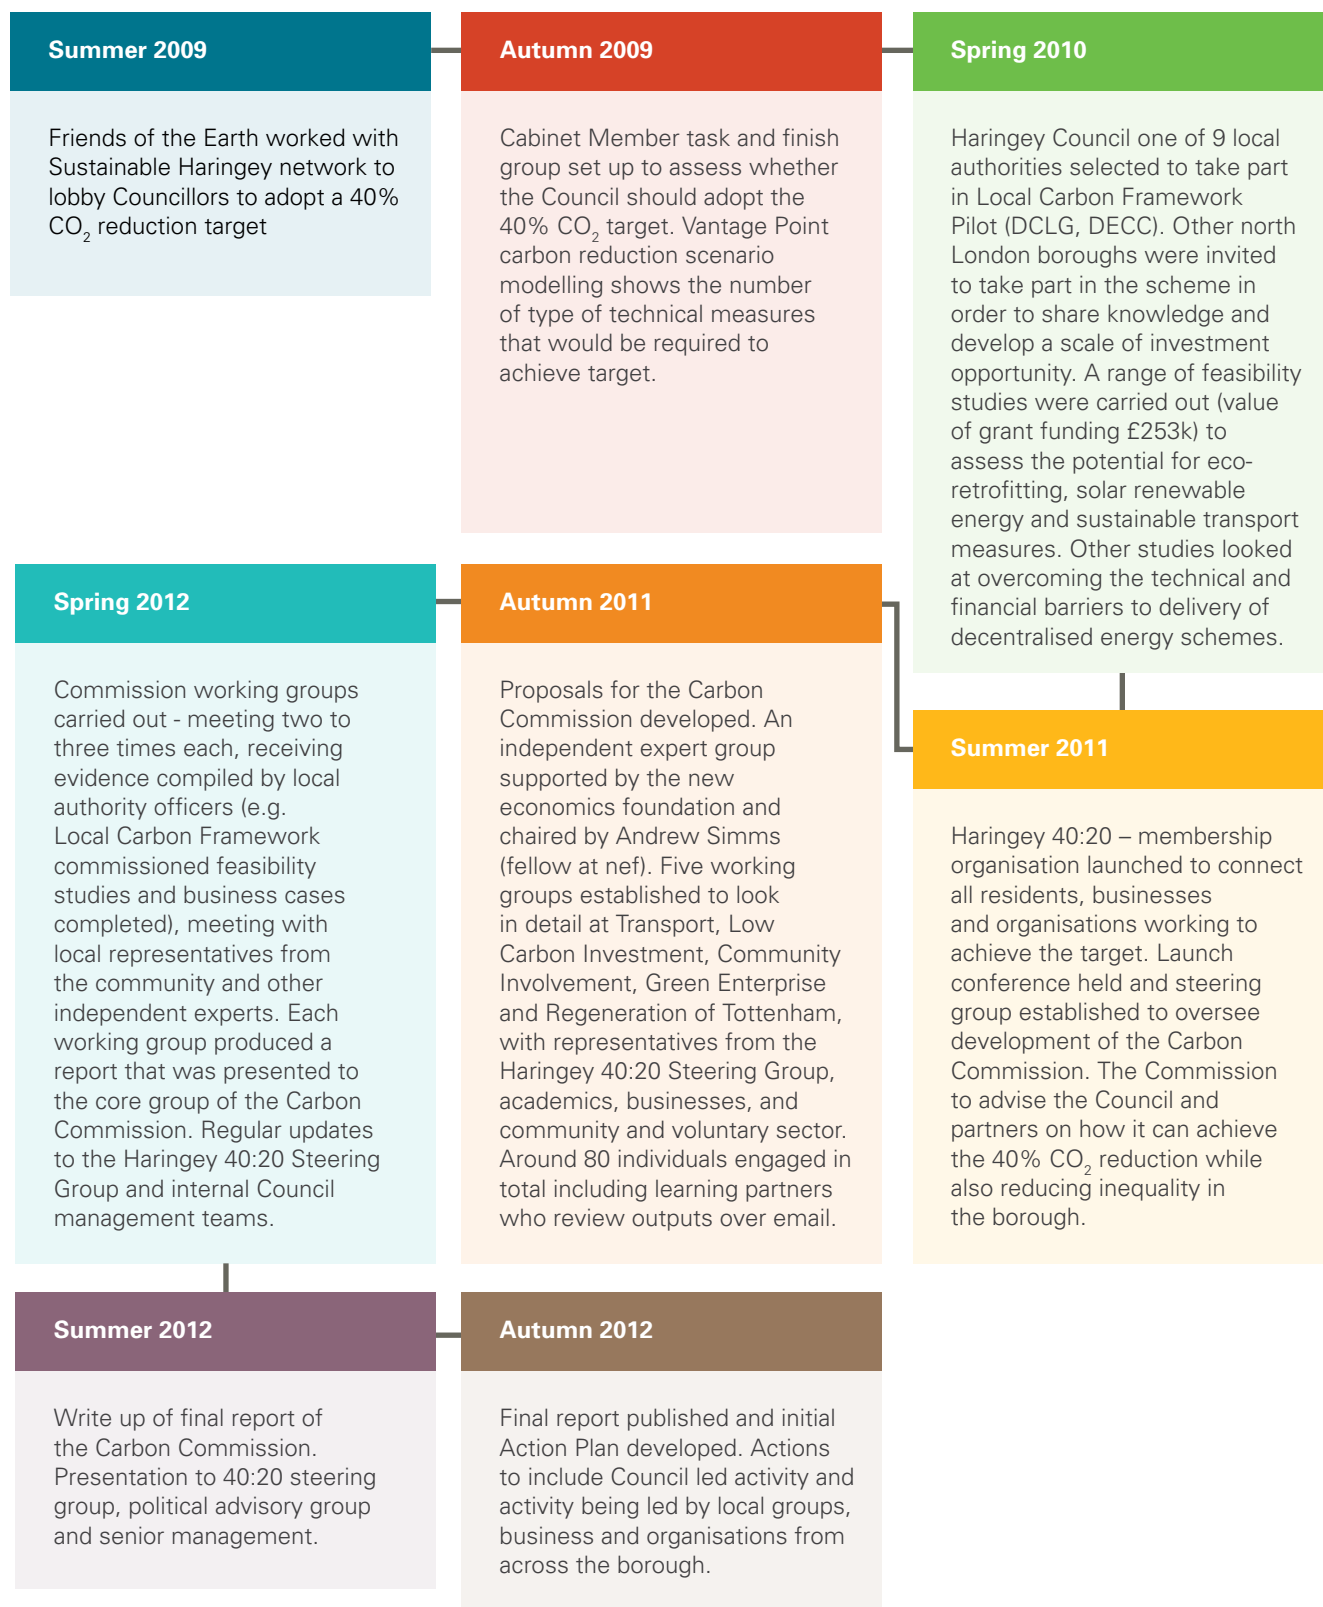 Summer 2009
Friends of the Earth worked with
Sustainable Haringey network to
lobby Councillors to adopt a 40%
CO₂ reduction target
Autumn 2009
Cabinet Member task and finish
group set up to assess whether
the Council should adopt the
40% CO₂ target. Vantage Point
carbon reduction scenario
modelling shows the number
of type of technical measures
that would be required to
achieve target.
Spring 2010
Haringey Council one of 9 local
authorities selected to take part
in Local Carbon Framework
Pilot (DCLG, DECC). Other north
London boroughs were invited
to take part in the scheme in
order to share knowledge and
develop a scale of investment
opportunity. A range of feasibility
studies were carried out (value
of grant funding £253k) to
assess the potential for eco-
retrofitting, solar renewable
energy and sustainable transport
measures. Other studies looked
at overcoming the technical and
financial barriers to delivery of
decentralised energy schemes.
Summer 2011
Haringey 40:20 – membership
organisation launched to connect
all residents, businesses
and organisations working to
achieve the target. Launch
conference held and steering
group established to oversee
development of the Carbon
Commission. The Commission
to advise the Council and
partners on how it can achieve
the 40% CO₂ reduction while
also reducing inequality in
the borough.
Autumn 2011
Proposals for the Carbon
Commission developed. An
independent expert group
supported by the new
economics foundation and
chaired by Andrew Simms
(fellow at nef). Five working
groups established to look
in detail at Transport, Low
Carbon Investment, Community
Involvement, Green Enterprise
and Regeneration of Tottenham,
with representatives from the
Haringey 40:20 Steering Group,
academics, businesses, and
community and voluntary sector.
Around 80 individuals engaged in
total including learning partners
who review outputs over email.
Spring 2012
Commission working groups
carried out - meeting two to
three times each, receiving
evidence compiled by local
authority officers (e.g.
Local Carbon Framework
commissioned feasibility
studies and business cases
completed), meeting with
local representatives from
the community and other
independent experts. Each
working group produced a
report that was presented to
the core group of the Carbon
Commission. Regular updates
to the Haringey 40:20 Steering
Group and internal Council
management teams.
Summer 2012
Write up of final report of
the Carbon Commission.
Presentation to 40:20 steering
group, political advisory group
and senior management.
Autumn 2012
Final report published and initial
Action Plan developed. Actions
to include Council led activity and
activity being led by local groups,
business and organisations from
across the borough.